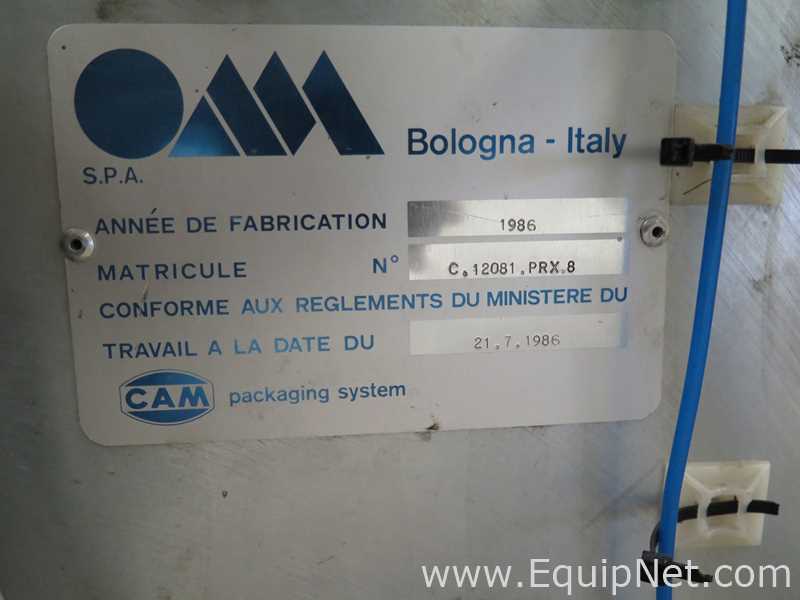 OAM
S.P.A.
Bologna - Italy
ANNÉE DE FABRICATION 1986
MATRICULE N° C.12081.PRX.8
CONFORME AUX REGLEMENTS DU MINISTERE DU
TRAVAIL A LA DATE DU 21.7.1986
CAM packaging system
www.EquipNet.com